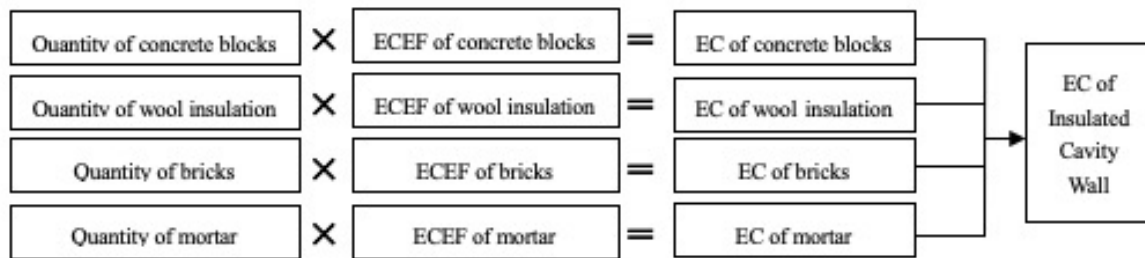 Quantity of concrete blocks × ECEF of concrete blocks = EC of concrete blocks
Quantity of wool insulation × ECEF of wool insulation = EC of wool insulation
Quantity of bricks × ECEF of bricks = EC of bricks
Quantity of mortar × ECEF of mortar = EC of mortar
EC of
Insulated
Cavity
Wall